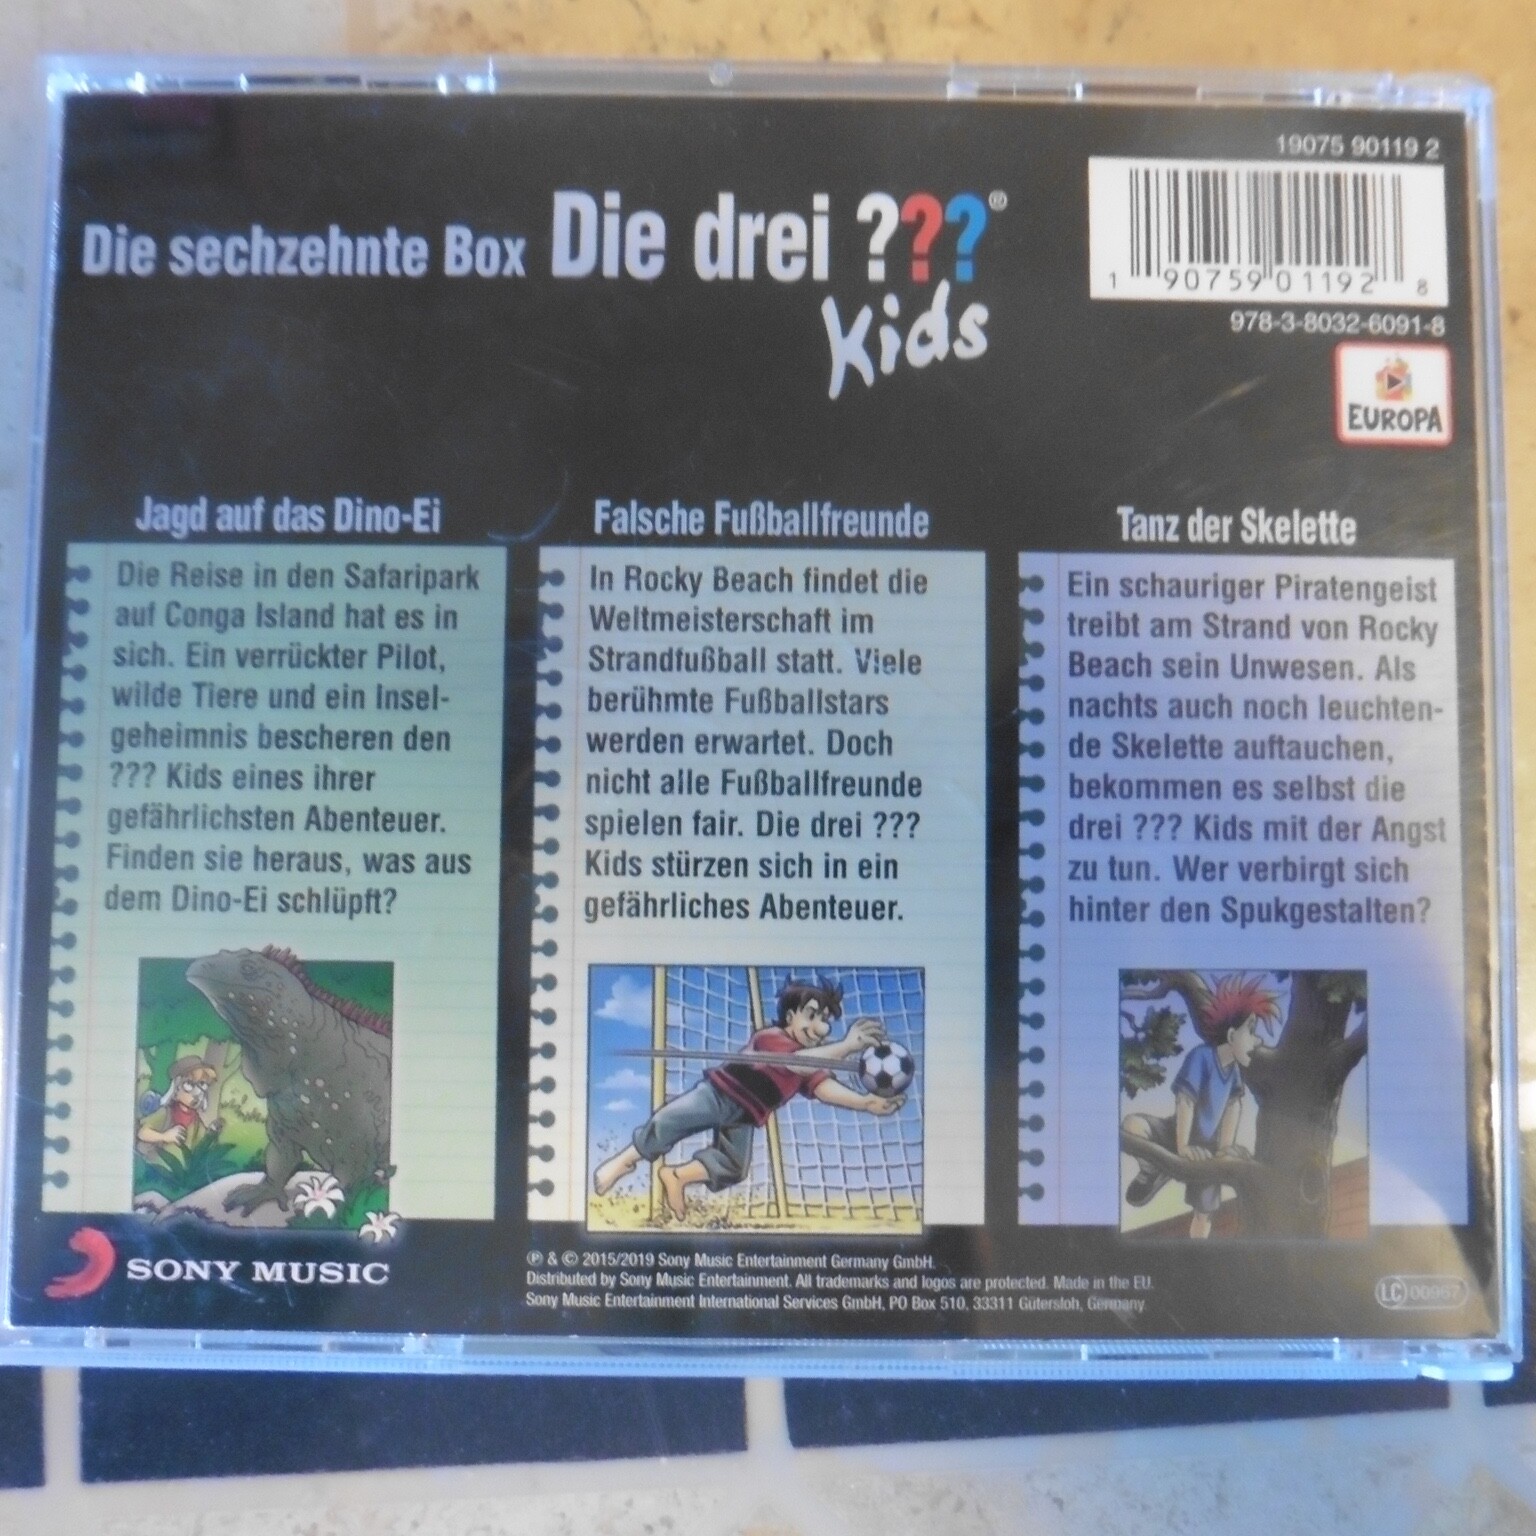 19075 90119 2
Die sechzehnte Box Die drei ???®
Kids
1 90759 01192 8
978-3-8032-6091-8
EUROPA
Jagd auf das Dino-Ei
Die Reise in den Safaripark
auf Conga Island hat es in
sich. Ein verrückter Pilot,
wilde Tiere und ein Insel-
geheimnis bescheren den
??? Kids eines ihrer
gefährlichsten Abenteuer.
Finden sie heraus, was aus
dem Dino-Ei schlüpft?
Falsche Fußballfreunde
In Rocky Beach findet die
Weltmeisterschaft im
Strandfußball statt. Viele
berühmte Fußballstars
werden erwartet. Doch
nicht alle Fußballfreunde
spielen fair. Die drei ???
Kids stürzen sich in ein
gefährliches Abenteuer.
Tanz der Skelette
Ein schauriger Piratengeist
treibt am Strand von Rocky
Beach sein Unwesen. Als
nachts auch noch leuchten-
de Skelette auftauchen,
bekommen es selbst die
drei ??? Kids mit der Angst
zu tun. Wer verbirgt sich
hinter den Spukgestalten?
SONY MUSIC
℗ & © 2015/2019 Sony Music Entertainment Germany GmbH.
Distributed by Sony Music Entertainment. All trademarks and logos are protected. Made in the EU.
Sony Music Entertainment International Services GmbH, PO Box 510, 33311 Gütersloh, Germany.
LC 00967